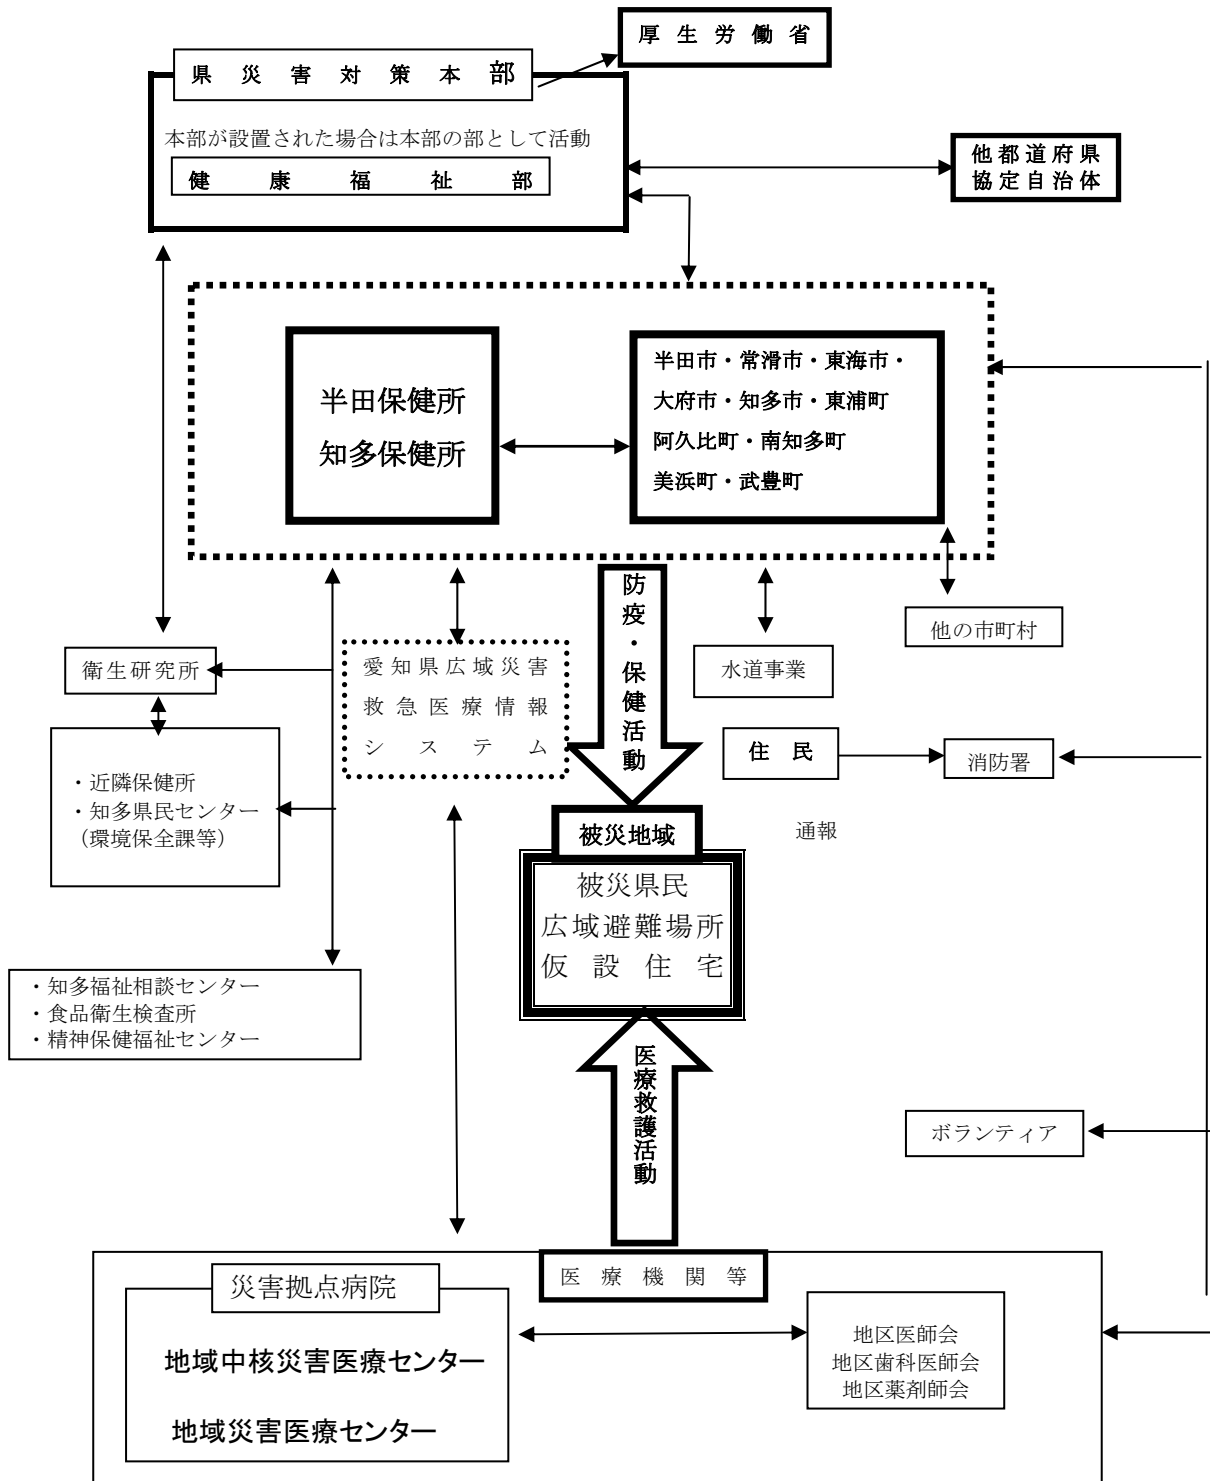 厚生労働省
県災害対策本部
本部が設置された場合は本部の部として活動
健康福祉部
他都道府県
協定自治体
半田保健所
知多保健所
半田市・常滑市・東海市・
大府市・知多市・東浦町
阿久比町・南知多町
美浜町・武豊町
防疫・保健活動
他の市町村
衛生研究所
愛知県広域災害
救急医療情報
システム
水道事業
住民
消防署
通報
・近隣保健所
・知多県民センター
（環境保全課等）
被災地域
被災県民
広域避難場所
仮設住宅
・知多福祉相談センター
・食品衛生検査所
・精神保健福祉センター
医療救護活動
ボランティア
医療機関等
災害拠点病院
地域中核災害医療センター
地域災害医療センター
地区医師会
地区歯科医師会
地区薬剤師会